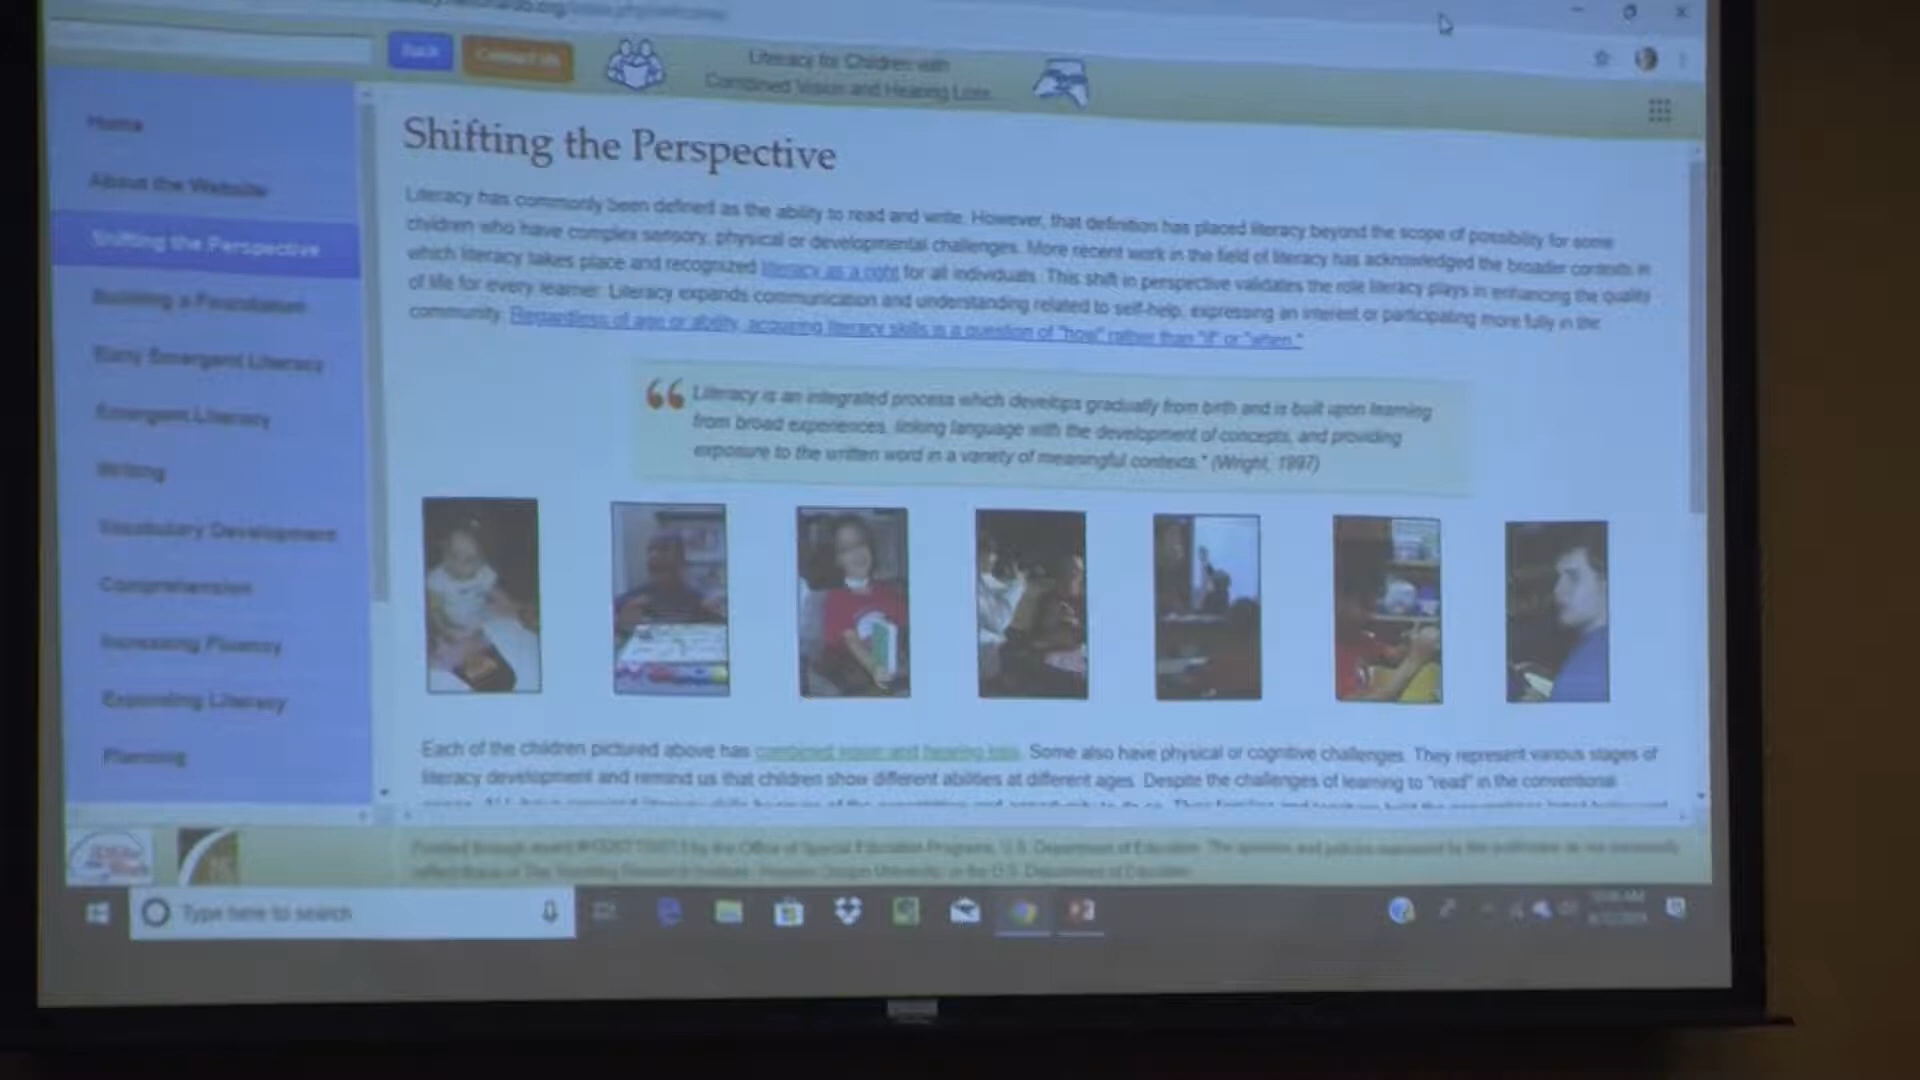 Search
Contact Us
Literacy for Children with
Combined Vision and Hearing Loss
Home
About the Website
Shifting the Perspective
Building a Foundation
Early Emergent Literacy
Emergent Literacy
Writing
Vocabulary Development
Comprehension
Increasing Fluency
Expanding Literacy
Planning
Shifting the Perspective
Literacy has commonly been defined as the ability to read and write. However, that definition has placed literacy beyond the scope of possibility for some
children who have complex sensory, physical or developmental challenges. More recent work in the field of literacy has acknowledged the broader contexts in
which literacy takes place and recognized literacy as a right for all individuals. This shift in perspective validates the role literacy plays in enhancing the quality
of life for every learner. Literacy expands communication and understanding related to self-help, expressing an interest or participating more fully in the
community. Regardless of age or ability, acquiring literacy skills is a question of "how" rather than "if" or "when."
Literacy is an integrated process which develops gradually from birth and is built upon learning
from broad experiences, linking language with the development of concepts, and providing
exposure to the written word in a variety of meaningful contexts." (Wright, 1997)
Each of the children pictured above has combined vision and hearing loss. Some also have physical or cognitive challenges. They represent various stages of
literacy development and remind us that children show different abilities at different ages. Despite the challenges of learning to "read" in the conventional
by the Office of Special Education Programs, U.S. Department of Education. The opinions and policies expressed by
the U.S. Department of Education.
Type here to search